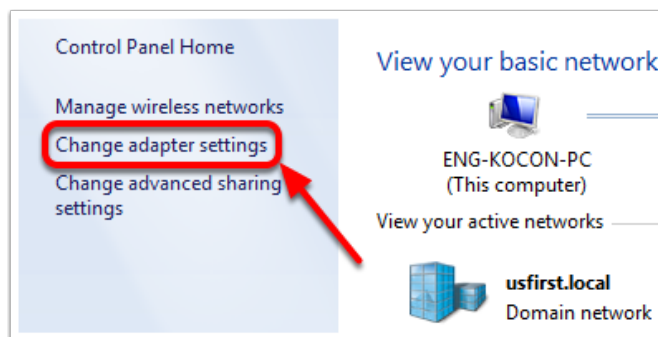 Control Panel Home
Manage wireless networks
Change adapter settings
Change advanced sharing
settings
View your basic network
ENG-KOCON-PC
(This computer)
View your active networks
usfirst.local
Domain network